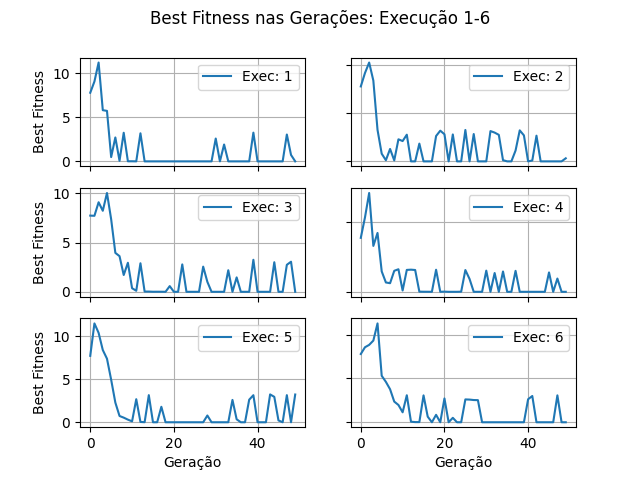 Best Fitness nas Gerações: Execução 1-6
Best Fitness
10
5
0
Exec: 1
Exec: 2
Best Fitness
10
5
0
Exec: 3
Exec: 4
Best Fitness
10
5
0
Exec: 5
Exec: 6
0 20 40
0 20 40
Geração
Geração